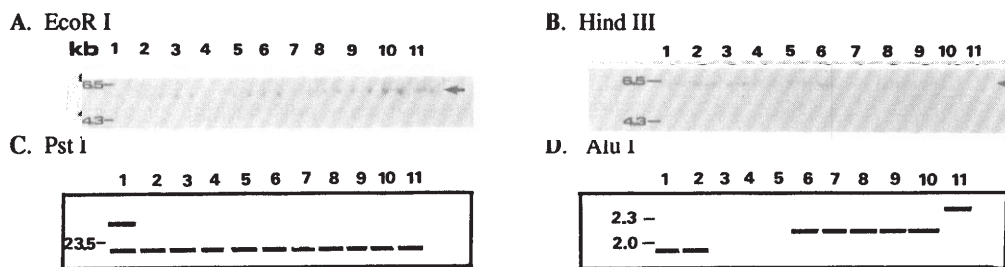 A. EcoR I
kb 1 2 3 4 5 6 7 8 9 10 11
6.5
4.3
B. Hind III
1 2 3 4 5 6 7 8 9 10 11
6.5
4.3
C. Pst I
1 2 3 4 5 6 7 8 9 10 11
23.5
D. Alu I
1 2 3 4 5 6 7 8 9 10 11
2.3
2.0